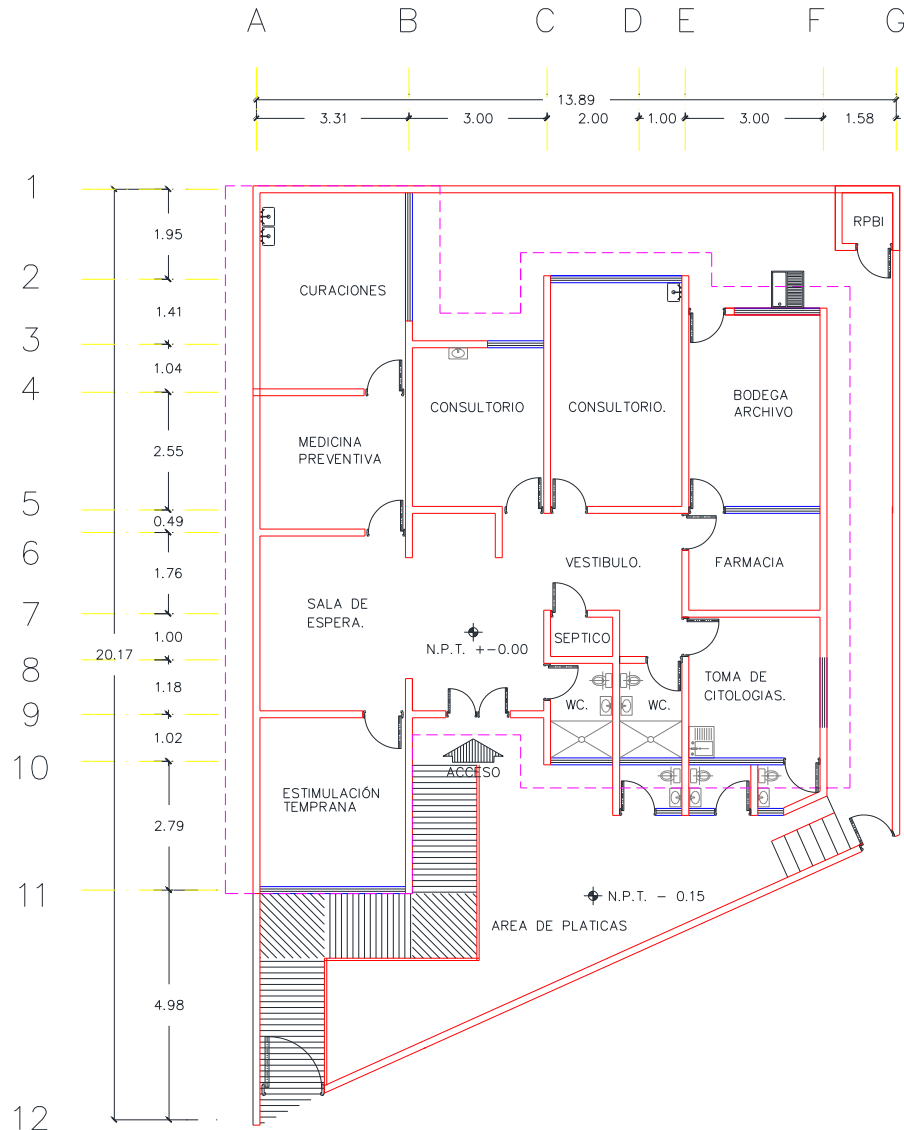 A B C D E F G
13.89
3.31 3.00 2.00 1.00 3.00 1.58
1
1.95
RPBI
2
CURACIONES
1.41
3
1.04
4
CONSULTORIO
CONSULTORIO.
BODEGA
ARCHIVO
MEDICINA
PREVENTIVA
2.55
5
0.49
6
VESTIBULO.
FARMACIA
1.76
SALA DE
ESPERA.
7
1.00
SEPTICO
N.P.T. +-0.00
20.17
8
TOMA DE
CITOLOGIAS.
1.18
WC.
WC.
9
1.02
10
ACCESO
ESTIMULACIÓN
TEMPRANA
2.79
11
N.P.T. - 0.15
AREA DE PLATICAS
4.98
12